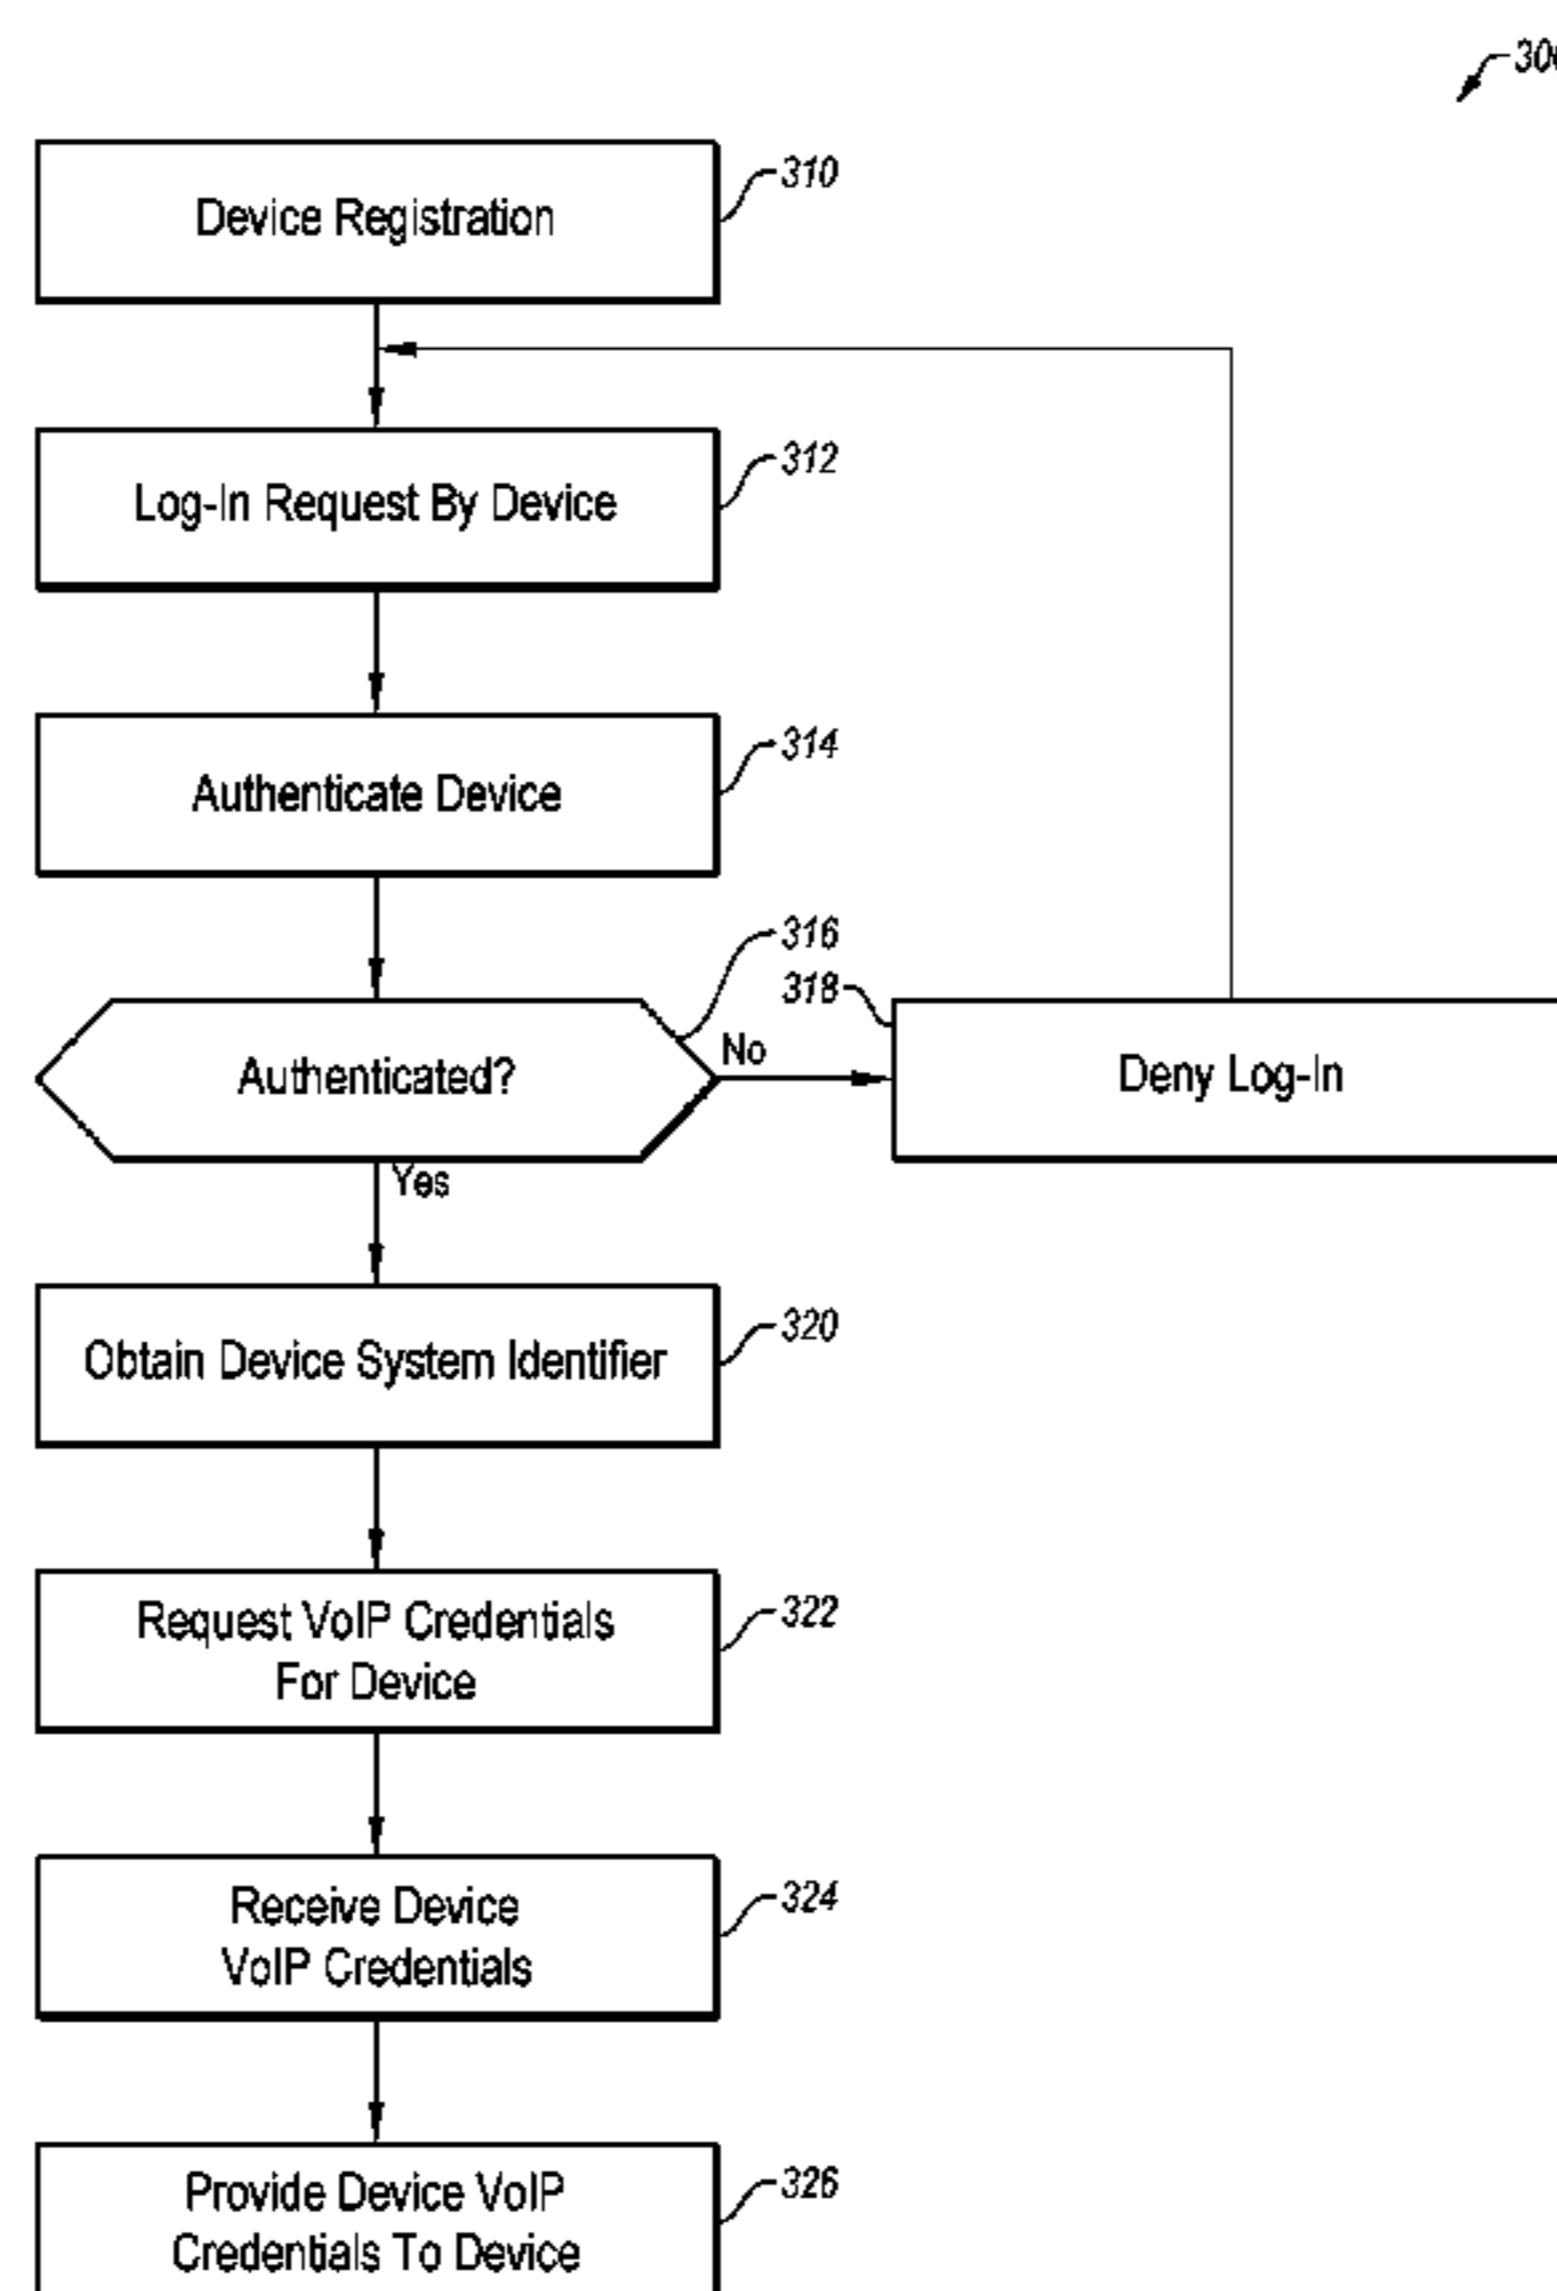 310
Device Registration
312
Log-In Request By Device
314
Authenticate Device
316
318
No
Authenticated?
Deny Log-In
Yes
320
Obtain Device System Identifier
322
Request VoIP Credentials
For Device
324
Receive Device
VoIP Credentials
326
Provide Device VoIP
Credentials To Device